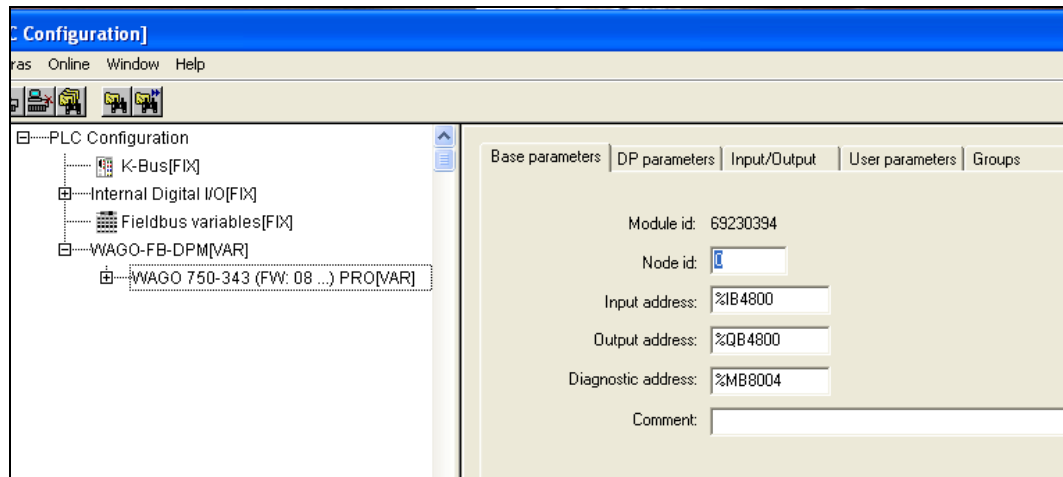 C Configuration]
ras Online Window Help
PLC Configuration
K-Bus[FIX]
Internal Digital I/O[FIX]
Fieldbus variables[FIX]
WAGO-FB-DPM[VAR]
WAGO 750-343 (FW: 08 ...) PRO[VAR]
Base parameters DP parameters Input/Output User parameters Groups
Module id: 69230394
Node id: 0
Input address: %IB4800
Output address: %QB4800
Diagnostic address: %MB8004
Comment: